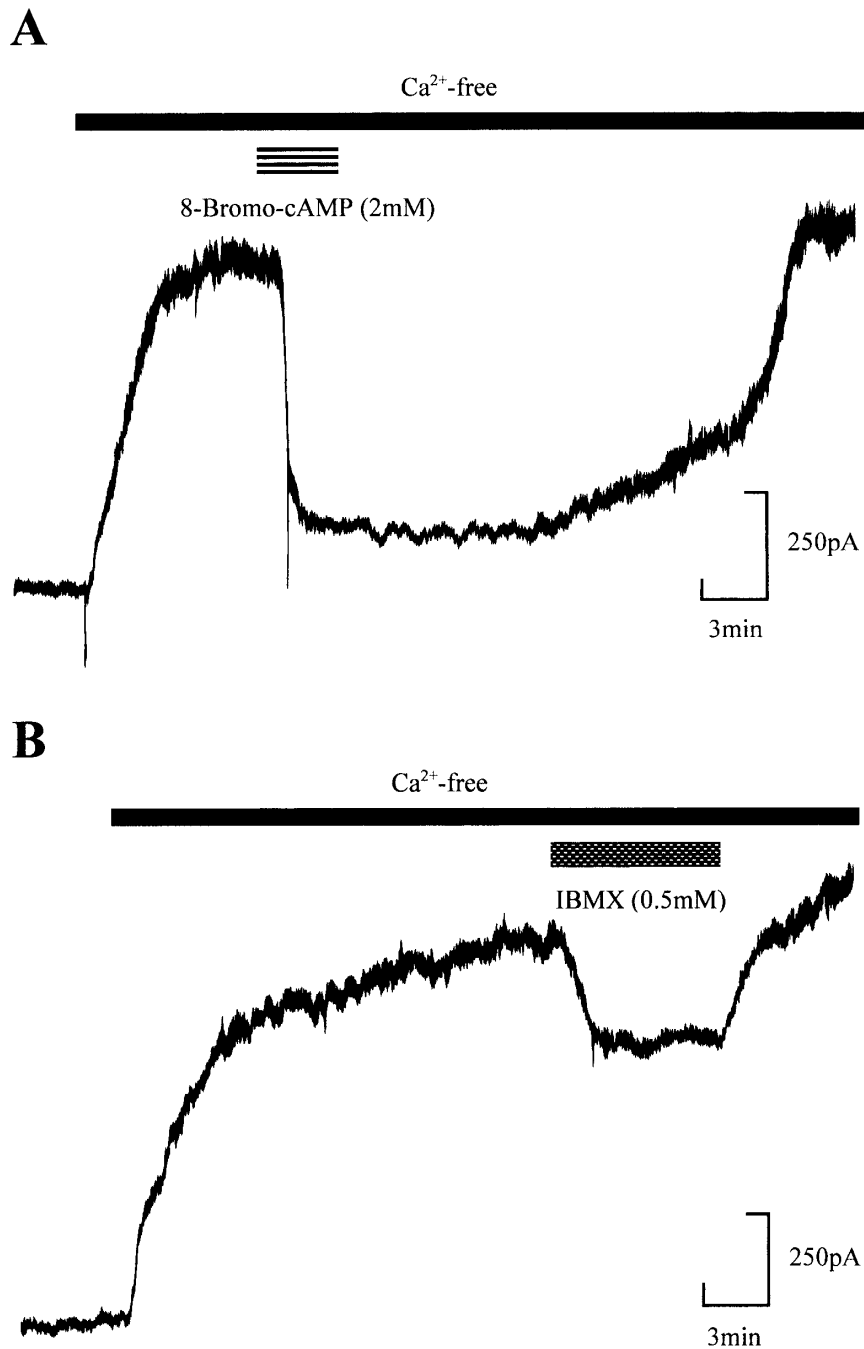 A
Ca²⁺-free
8-Bromo-cAMP (2mM)
250pA
3min
B
Ca²⁺-free
IBMX (0.5mM)
250pA
3min